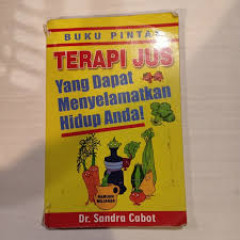 BUKU PINTAR
TERAPI JUS
Yang Dapat
Menyelamatkan
Hidup Anda!
Dr. Sandra Cabot